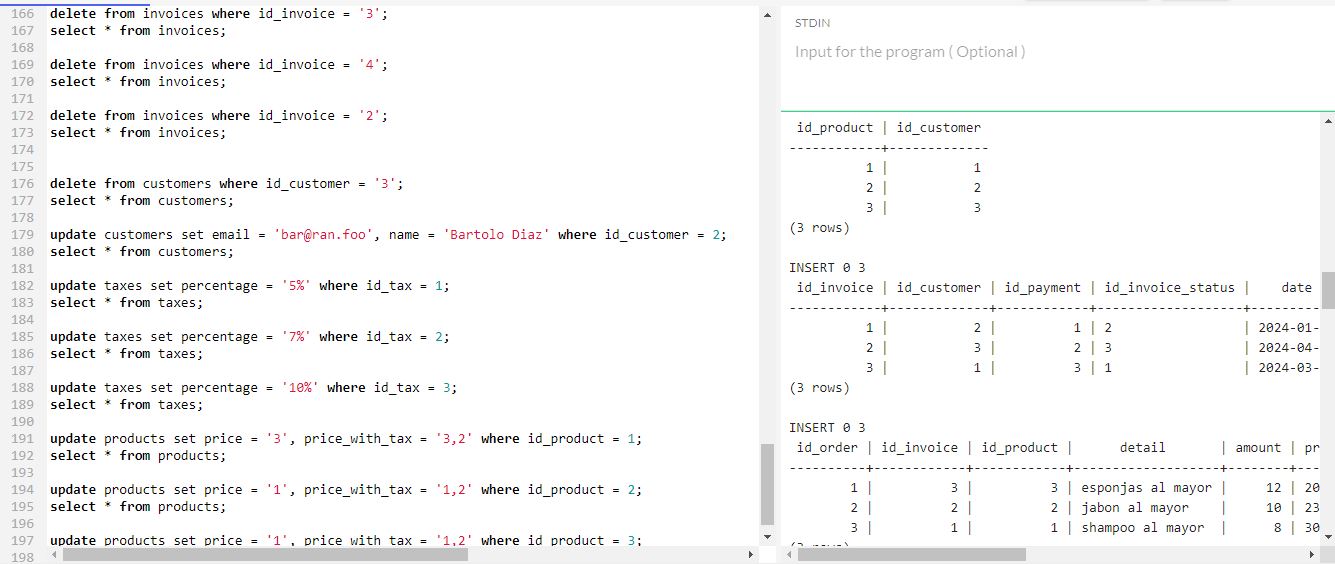 166 delete from invoices where id_invoice = '3';
167 select * from invoices;
168
169 delete from invoices where id_invoice = '4';
170 select * from invoices;
171
172 delete from invoices where id_invoice = '2';
173 select * from invoices;
174
175
176 delete from customers where id_customer = '3';
177 select * from customers;
178
179 update customers set email = 'bar@ran.foo', name = 'Bartolo Diaz' where id_customer = 2;
180 select * from customers;
181
182 update taxes set percentage = '5%' where id_tax = 1;
183 select * from taxes;
184
185 update taxes set percentage = '7%' where id_tax = 2;
186 select * from taxes;
187
188 update taxes set percentage = '10%' where id_tax = 3;
189 select * from taxes;
190
191 update products set price = '3', price_with_tax = '3,2' where id_product = 1;
192 select * from products;
193
194 update products set price = '1', price_with_tax = '1,2' where id_product = 2;
195 select * from products;
196
197 update products set price = '1', price with tax = '1,2' where id product = 3;
198
STDIN
Input for the program ( Optional )
id_product | id_customer
------------+-------------
1 | 1
2 | 2
3 | 3
(3 rows)
INSERT 0 3
id_invoice | id_customer | id_payment | id_invoice_status | date
------------+-------------+------------+-------------------+---------
1 | 2 | 1 | 2 | 2024-01-
2 | 3 | 2 | 3 | 2024-04-
3 | 1 | 3 | 1 | 2024-03-
(3 rows)
INSERT 0 3
id_order | id_invoice | id_product | detail | amount | pr
----------+------------+------------+-------------------+--------+---
1 | 3 | 3 | esponjas al mayor | 12 | 20
2 | 2 | 2 | jabon al mayor | 10 | 23
3 | 1 | 1 | shampoo al mayor | 8 | 30